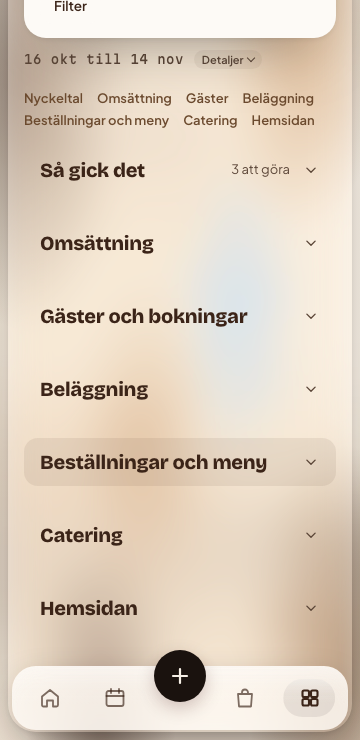 Filter
16 okt till 14 nov Detaljer
Nyckeltal Omsättning Gäster Beläggning
Beställningar och meny Catering Hemsidan
Så gick det 3 att göra
Omsättning
Gäster och bokningar
Beläggning
Beställningar och meny
Catering
Hemsidan